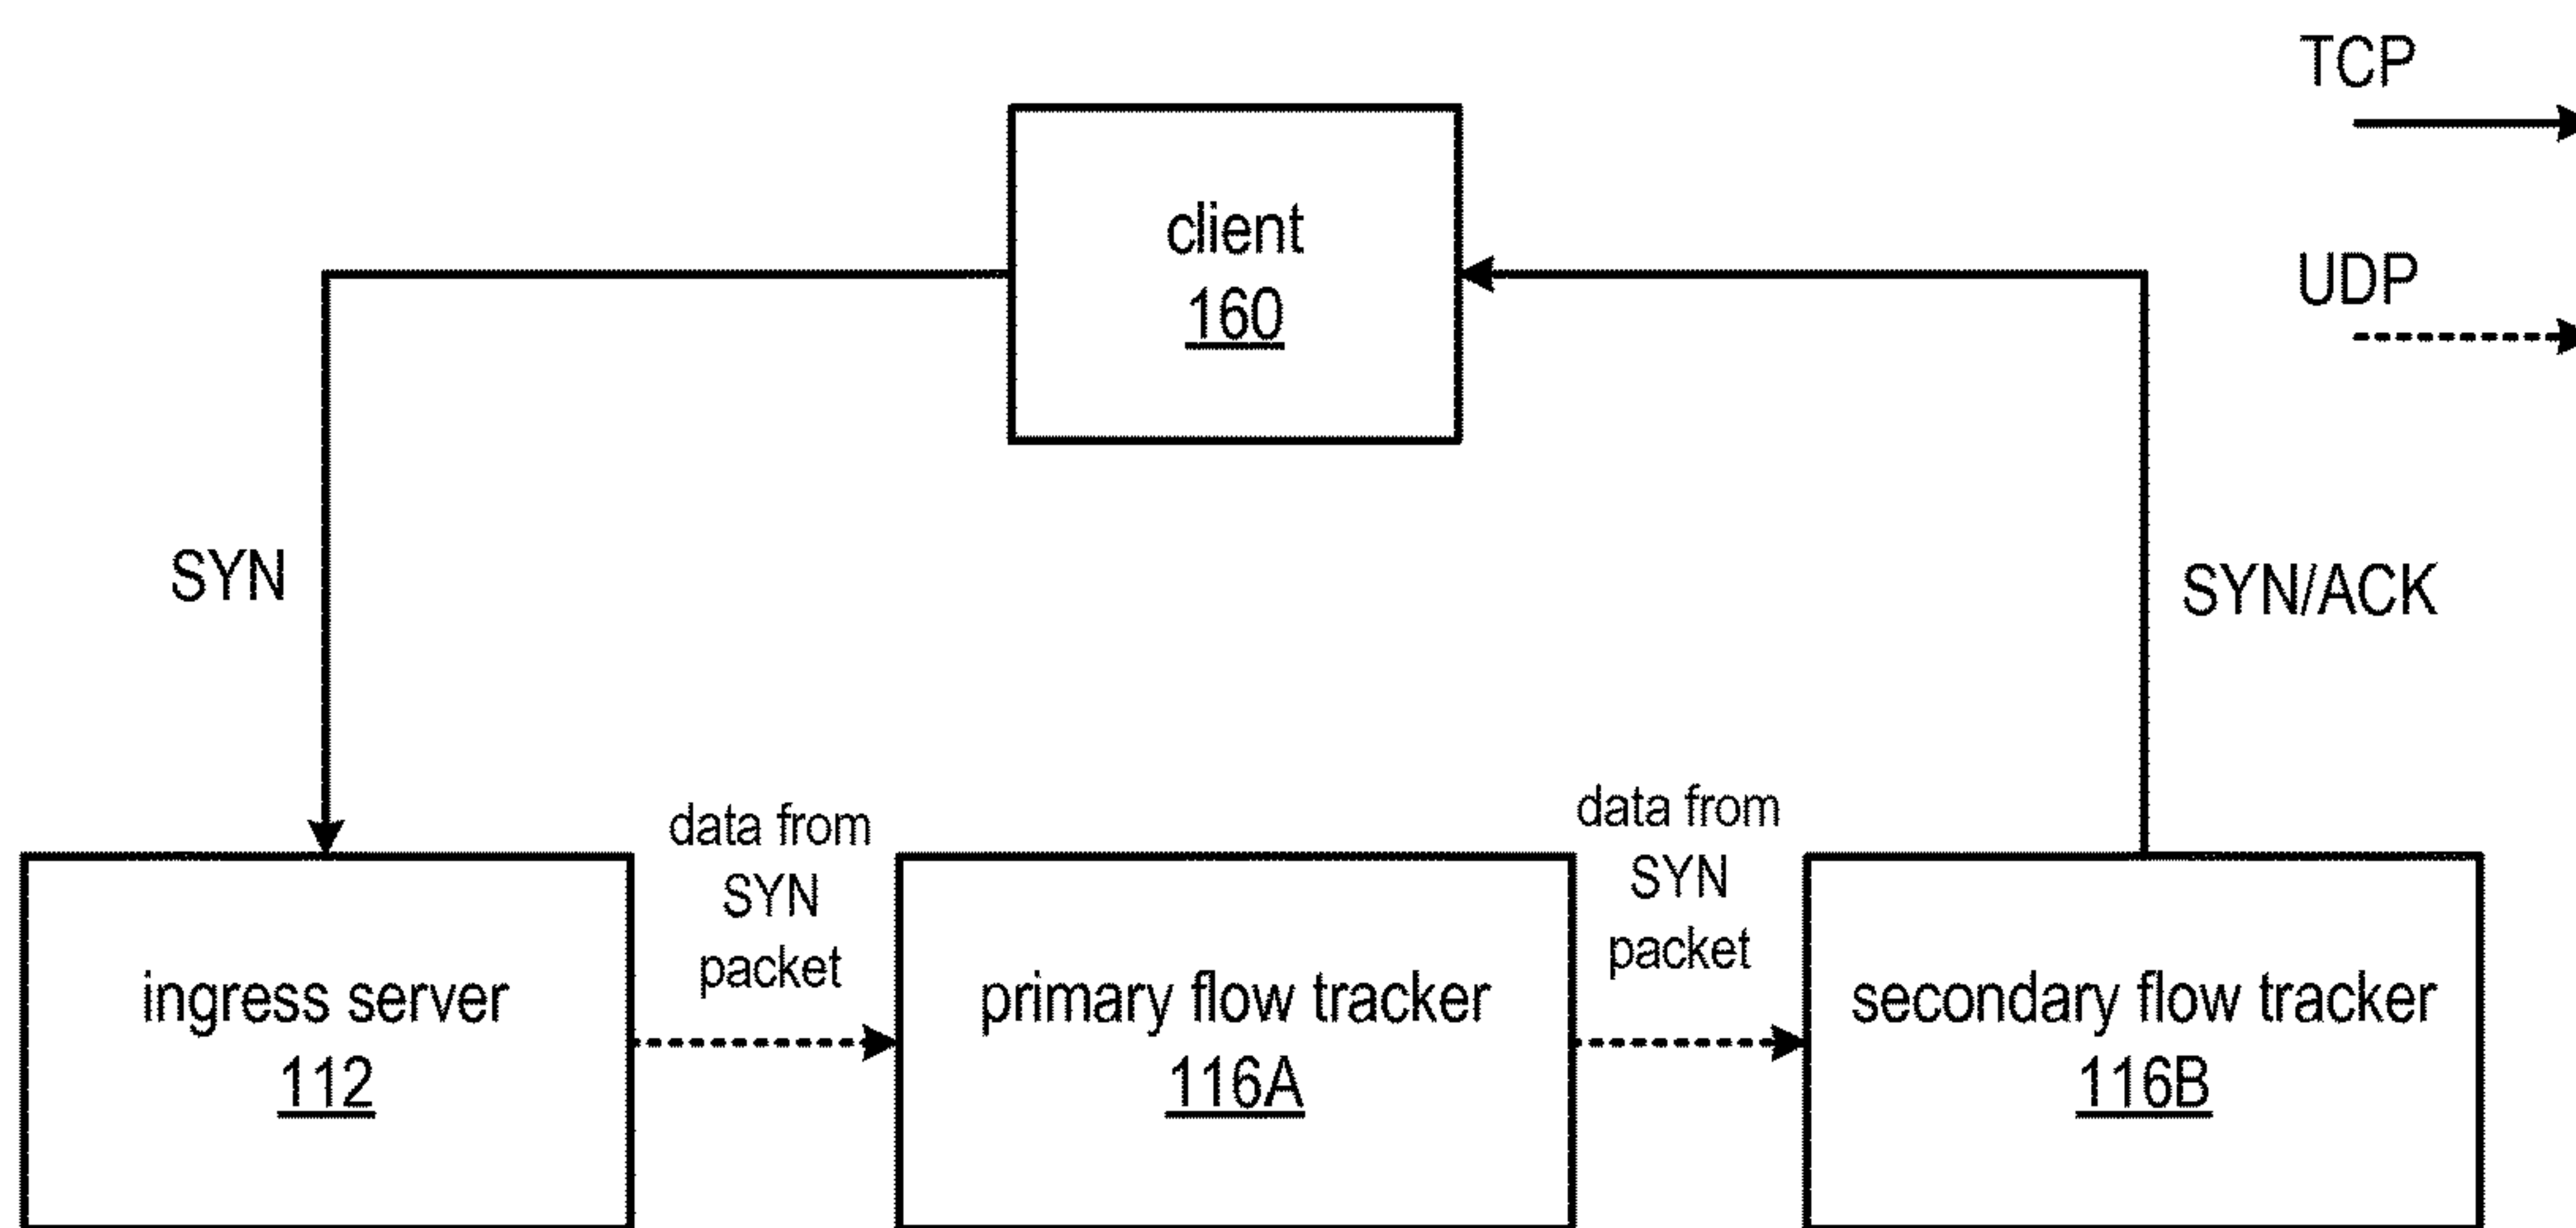 TCP
UDP
client
160
SYN
SYN/ACK
data from
SYN
packet
data from
SYN
packet
ingress server
112
primary flow tracker
116A
secondary flow tracker
116B